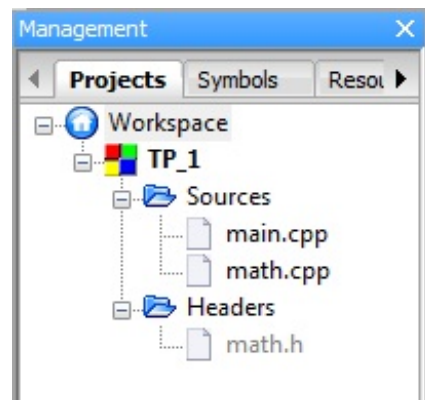 Management
Projects Symbols Resou
Workspace
TP_1
Sources
main.cpp
math.cpp
Headers
math.h